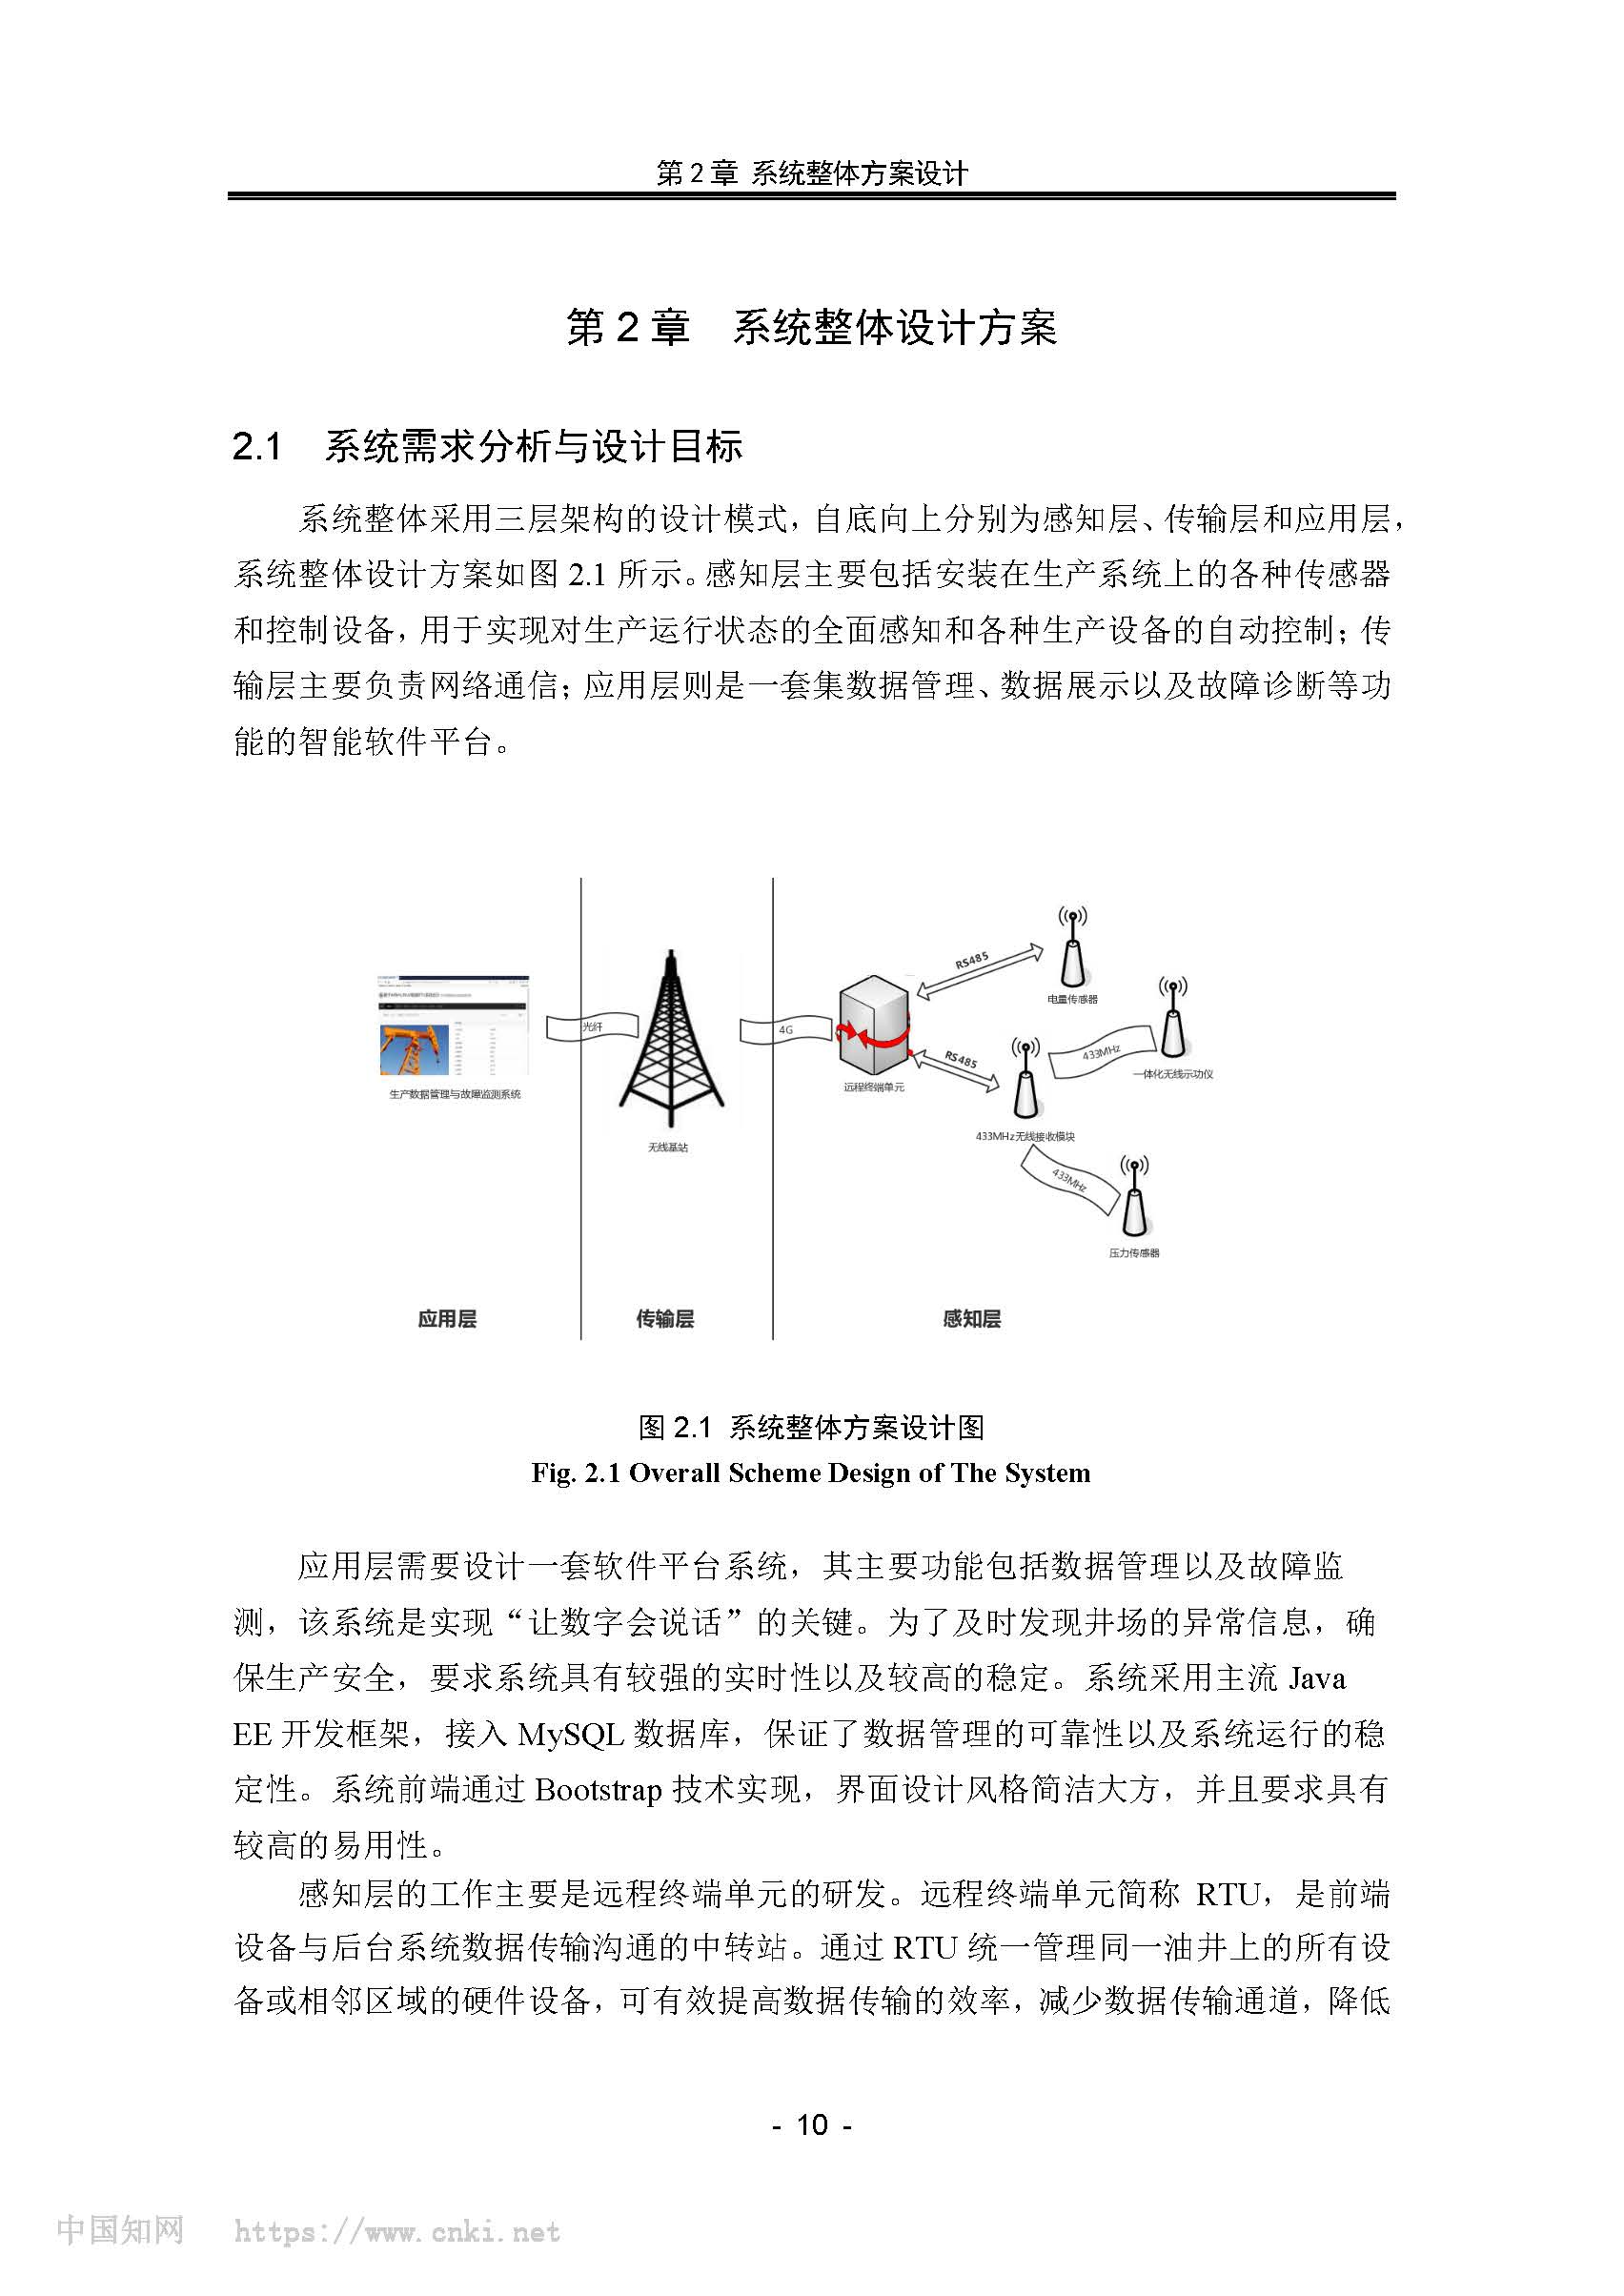 第 2 章 系统整体方案设计
第 2 章 系统整体设计方案
2.1 系统需求分析与设计目标
系统整体采用三层架构的设计模式，自底向上分别为感知层、传输层和应用层，
系统整体设计方案如图 2.1 所示。感知层主要包括安装在生产系统上的各种传感器
和控制设备，用于实现对生产运行状态的全面感知和各种生产设备的自动控制；传
输层主要负责网络通信；应用层则是一套集数据管理、数据展示以及故障诊断等功
能的智能软件平台。
光纤
4G
RS485
RS485
433MHz
433MHz
电量传感器
一体化无线示功仪
远程终端单元
生产数据管理与故障监测系统
433MHz无线接收模块
无线基站
压力传感器
应用层
传输层
感知层
图 2.1 系统整体方案设计图
Fig. 2.1 Overall Scheme Design of The System
应用层需要设计一套软件平台系统，其主要功能包括数据管理以及故障监
测，该系统是实现“让数字会说话”的关键。为了及时发现井场的异常信息，确
保生产安全，要求系统具有较强的实时性以及较高的稳定。系统采用主流 Java
EE 开发框架，接入 MySQL 数据库，保证了数据管理的可靠性以及系统运行的稳
定性。系统前端通过 Bootstrap 技术实现，界面设计风格简洁大方，并且要求具有
较高的易用性。
感知层的工作主要是远程终端单元的研发。远程终端单元简称 RTU，是前端
设备与后台系统数据传输沟通的中转站。通过 RTU 统一管理同一油井上的所有设
备或相邻区域的硬件设备，可有效提高数据传输的效率，减少数据传输通道，降低
- 10 -
中国知网 https://www.cnki.net